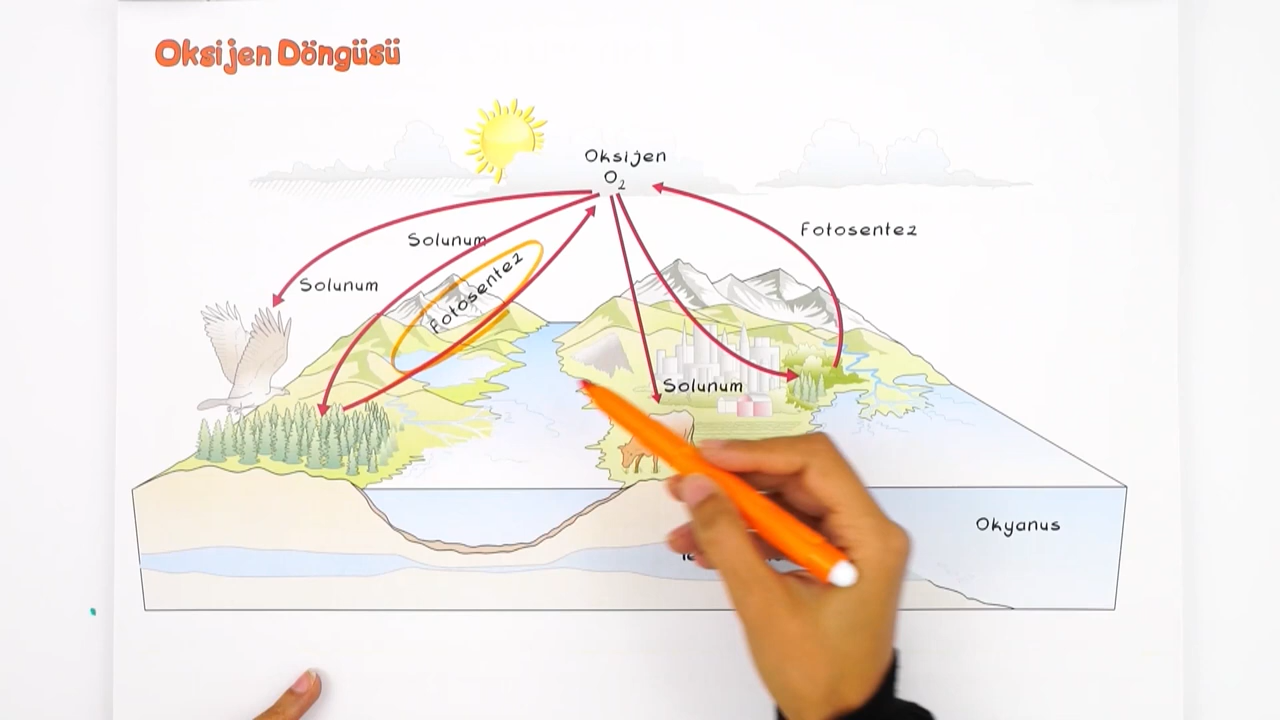 Oksijen Döngüsü
Oksijen
O₂
Fotosentez
Solunum
Solunum
Fotosentez
Solunum
Okyanus